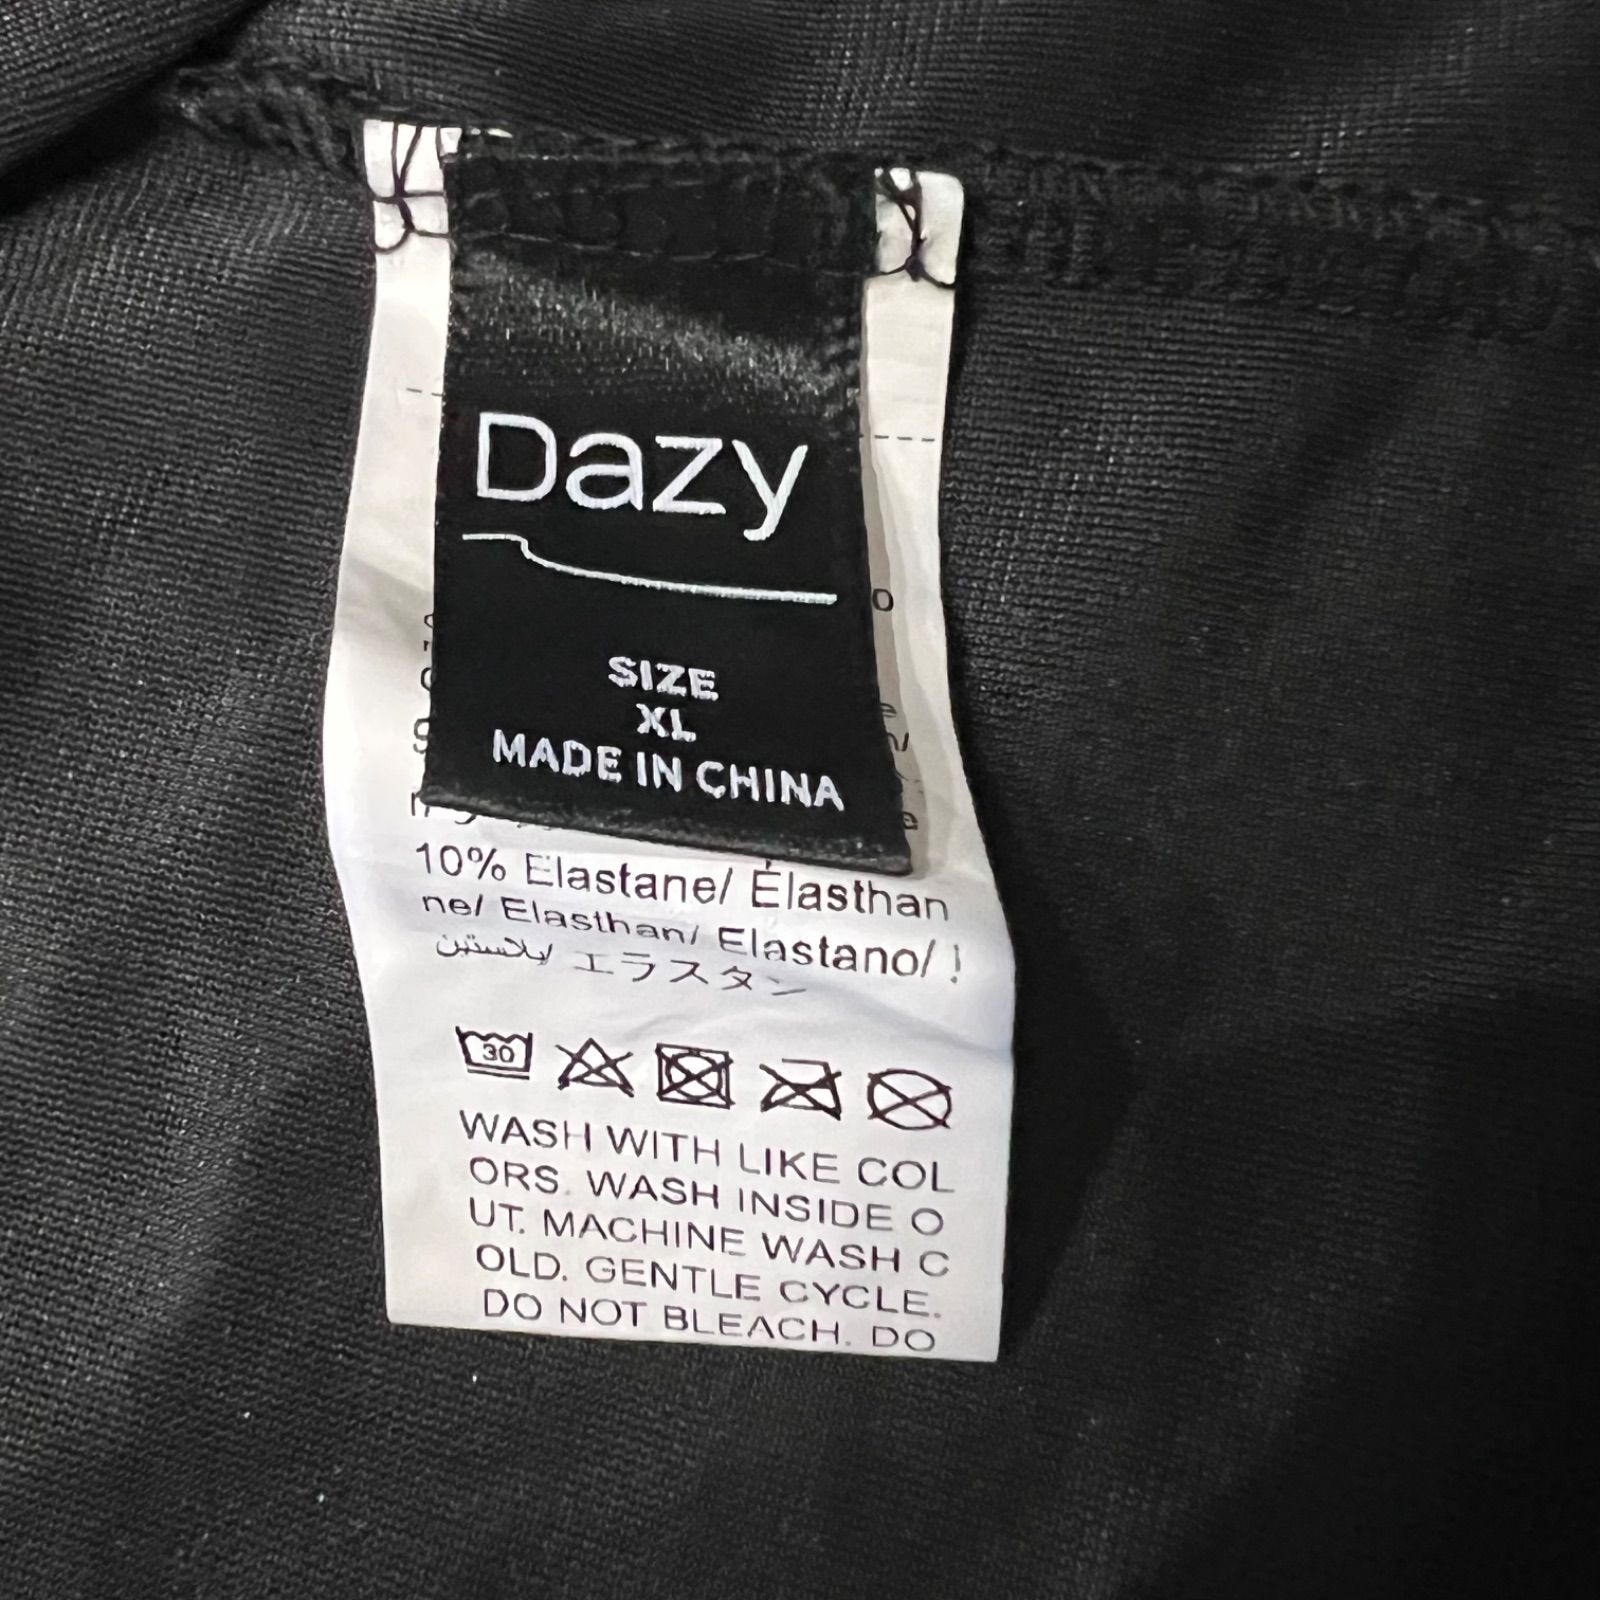 Dazy
SIZE
XL
MADE IN CHINA
10% Elastane/ Élasthan
ne/ Elasthan/ Elastano/ !
إيلاستين/ エラスタン
30
WASH WITH LIKE COL
ORS. WASH INSIDE O
UT. MACHINE WASH C
OLD. GENTLE CYCLE.
DO NOT BLEACH. DO